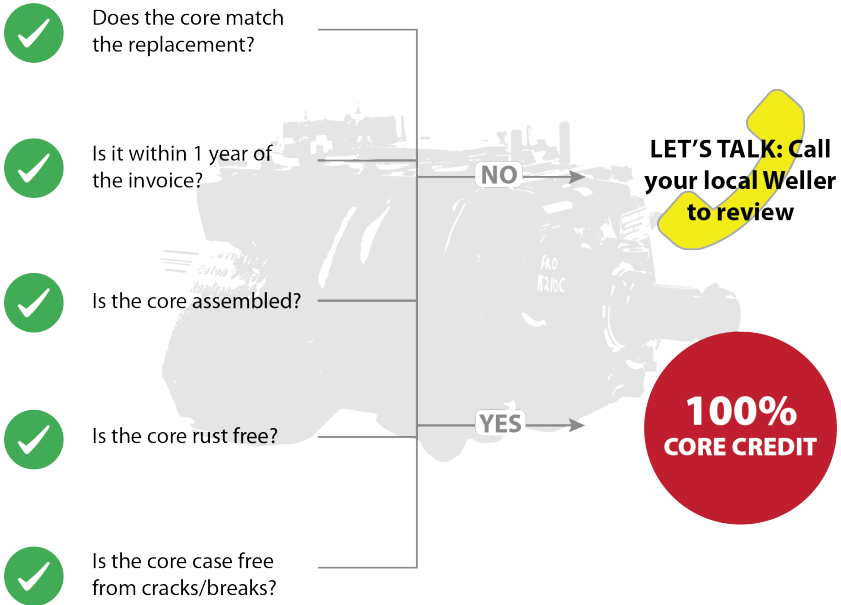 Does the core match
the replacement?
Is it within 1 year of
the invoice?
NO
LET'S TALK: Call
your local Weller
to review
Is the core assembled?
Is the core rust free?
YES
100%
CORE CREDIT
Is the core case free
from cracks/breaks?